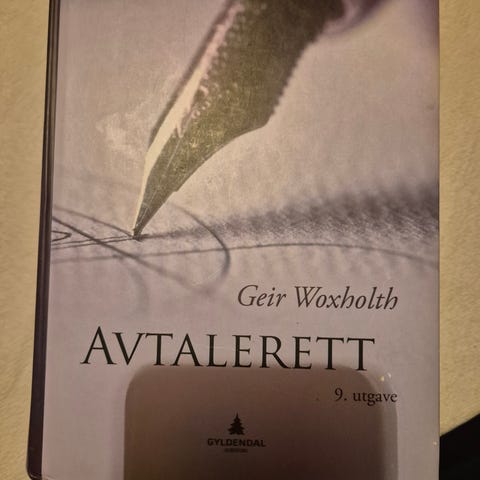 Geir Woxholth
AVTALERETT
9. utgave
GYLDENDAL